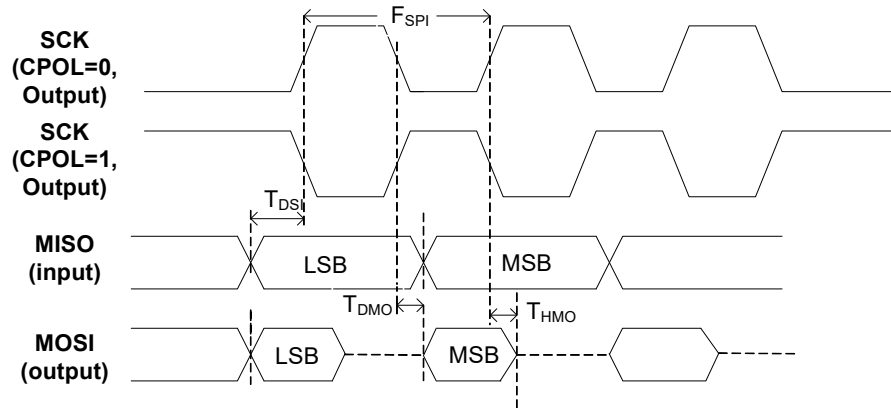 F_SPI
SCK
(CPOL=0,
Output)
SCK
(CPOL=1,
Output)
T_DSI
MISO
(input)
LSB
MSB
T_DMO
T_HMO
MOSI
(output)
LSB
MSB